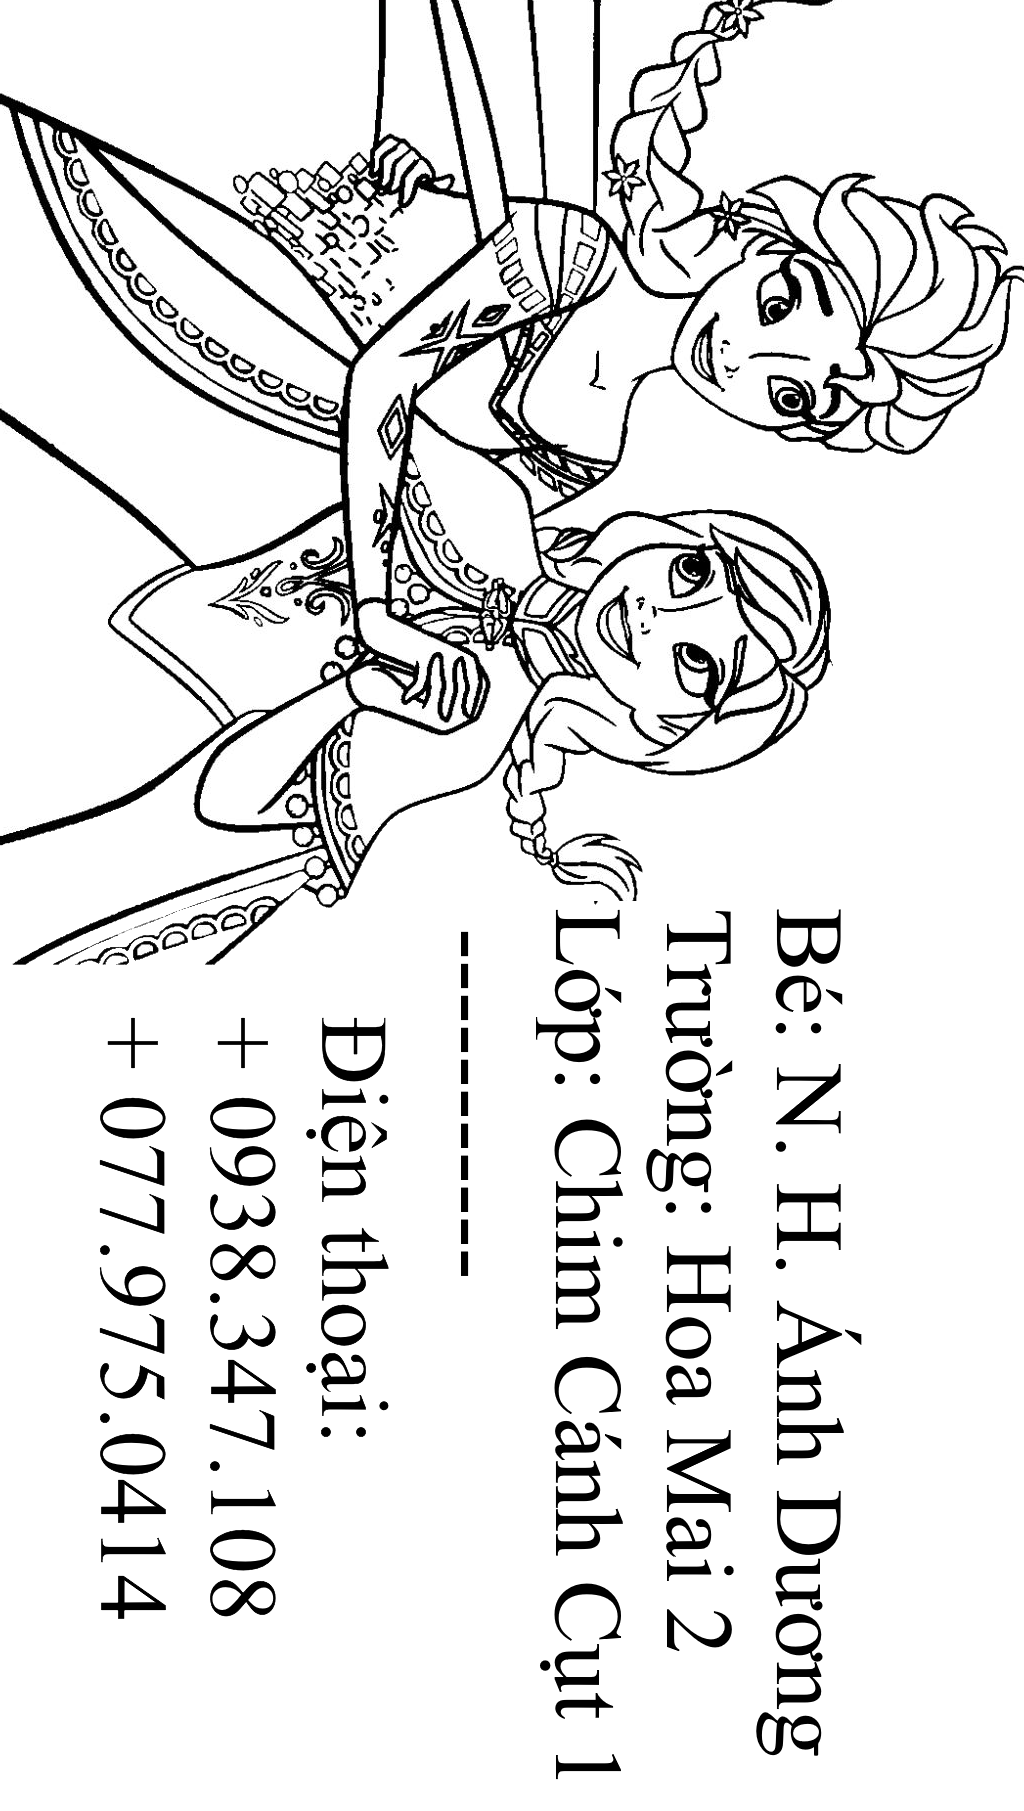 Bé: N. H. Ánh Dương
Trường: Hoa Mai 2
Lớp: Chim Cánh Cụt 1
------------
Điện thoại:
+ 0938.347.108
+ 077.975.0414